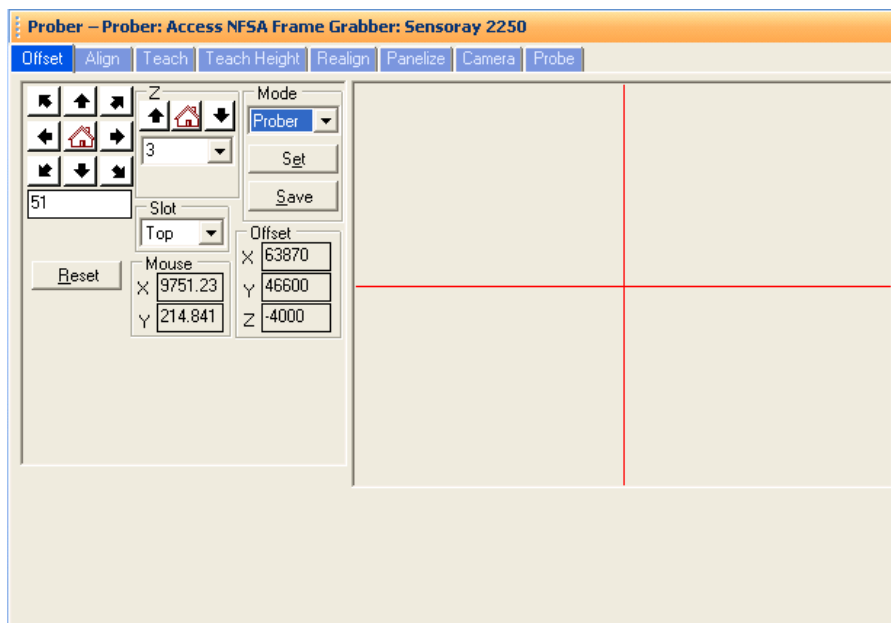 Prober – Prober: Access NFSA Frame Grabber: Sensoray 2250
Offset Align Teach Teach Height Realign Panelize Camera Probe
Z
3
Mode
Prober
Set
Save
51
Slot
Top
Reset
Mouse
X 9751.23
Y 214.841
Offset
X 63870
Y 46600
Z -4000